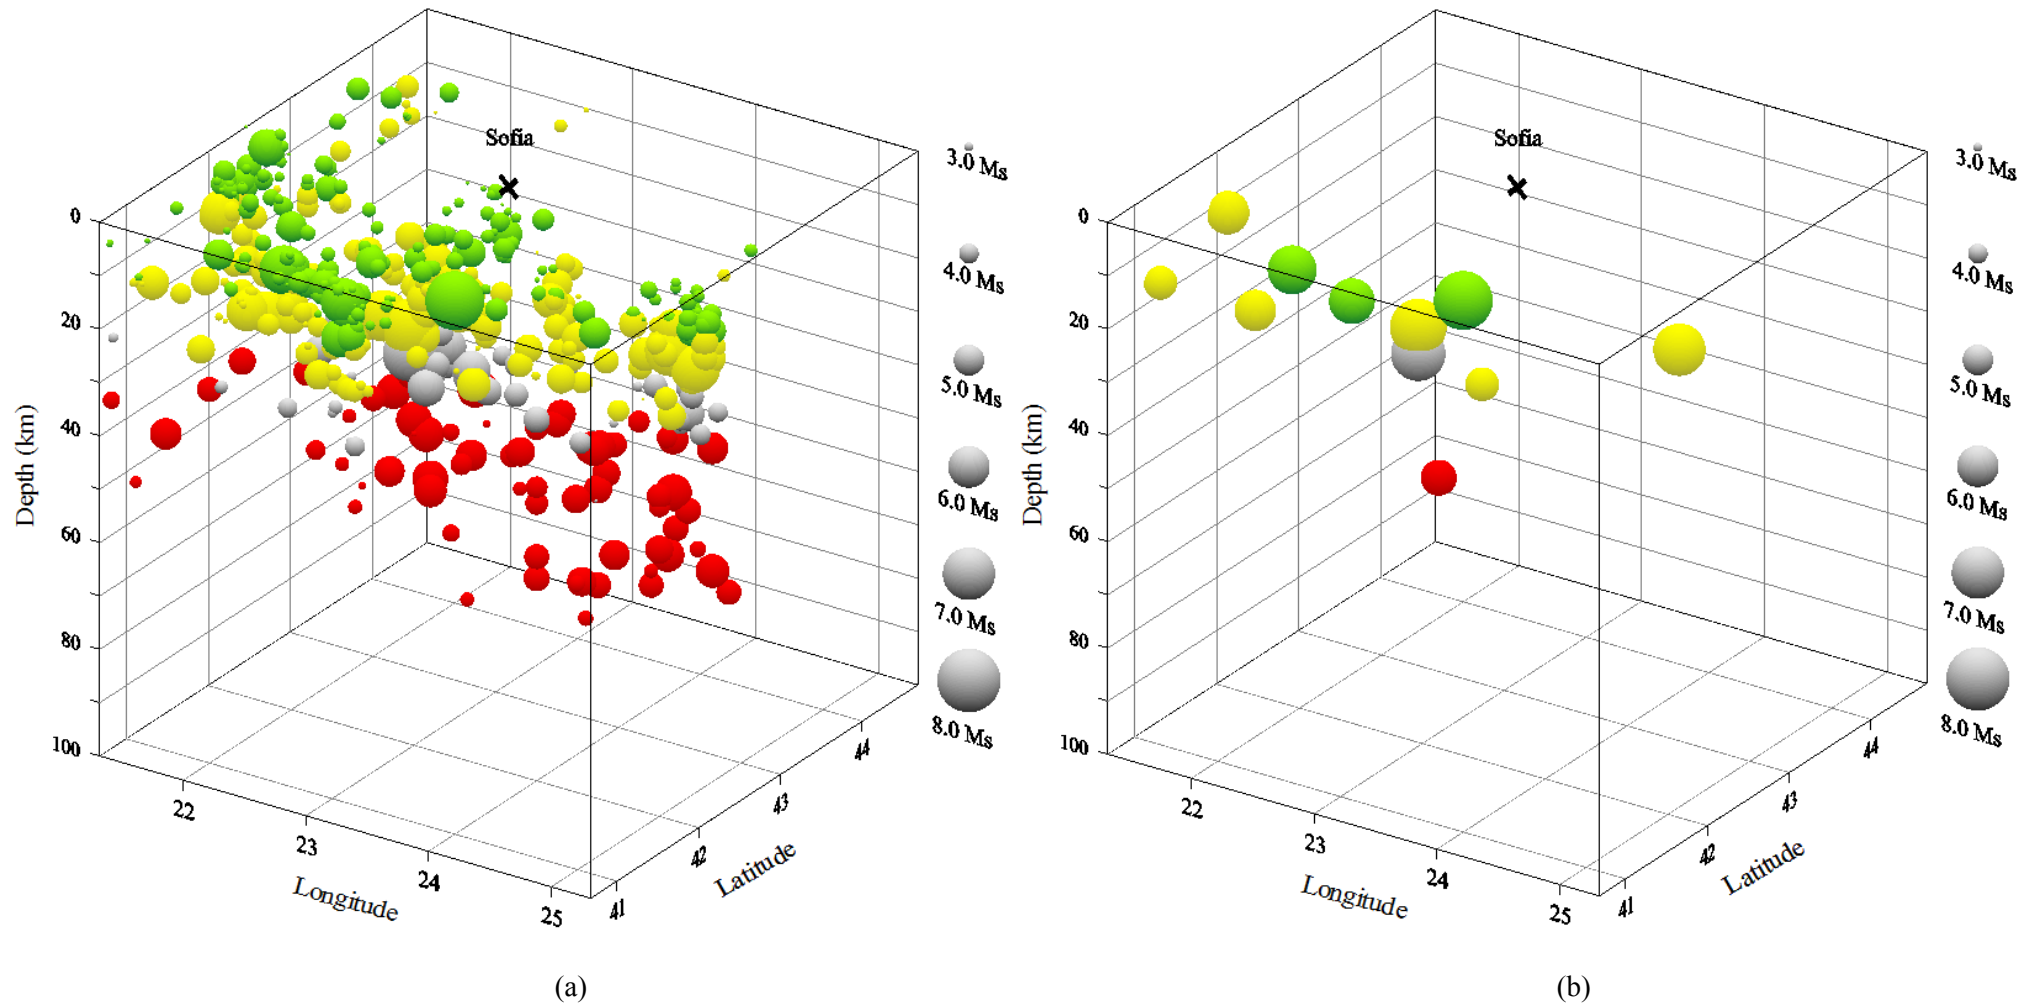 Sofia
0
20
40
60
80
100
Depth (km)
22
23
24
25
Longitude
41
42
43
44
Latitude
3.0 Ms
4.0 Ms
5.0 Ms
6.0 Ms
7.0 Ms
8.0 Ms
(a)
Sofia
0
20
40
60
80
100
Depth (km)
22
23
24
25
Longitude
41
42
43
44
Latitude
3.0 Ms
4.0 Ms
5.0 Ms
6.0 Ms
7.0 Ms
8.0 Ms
(b)